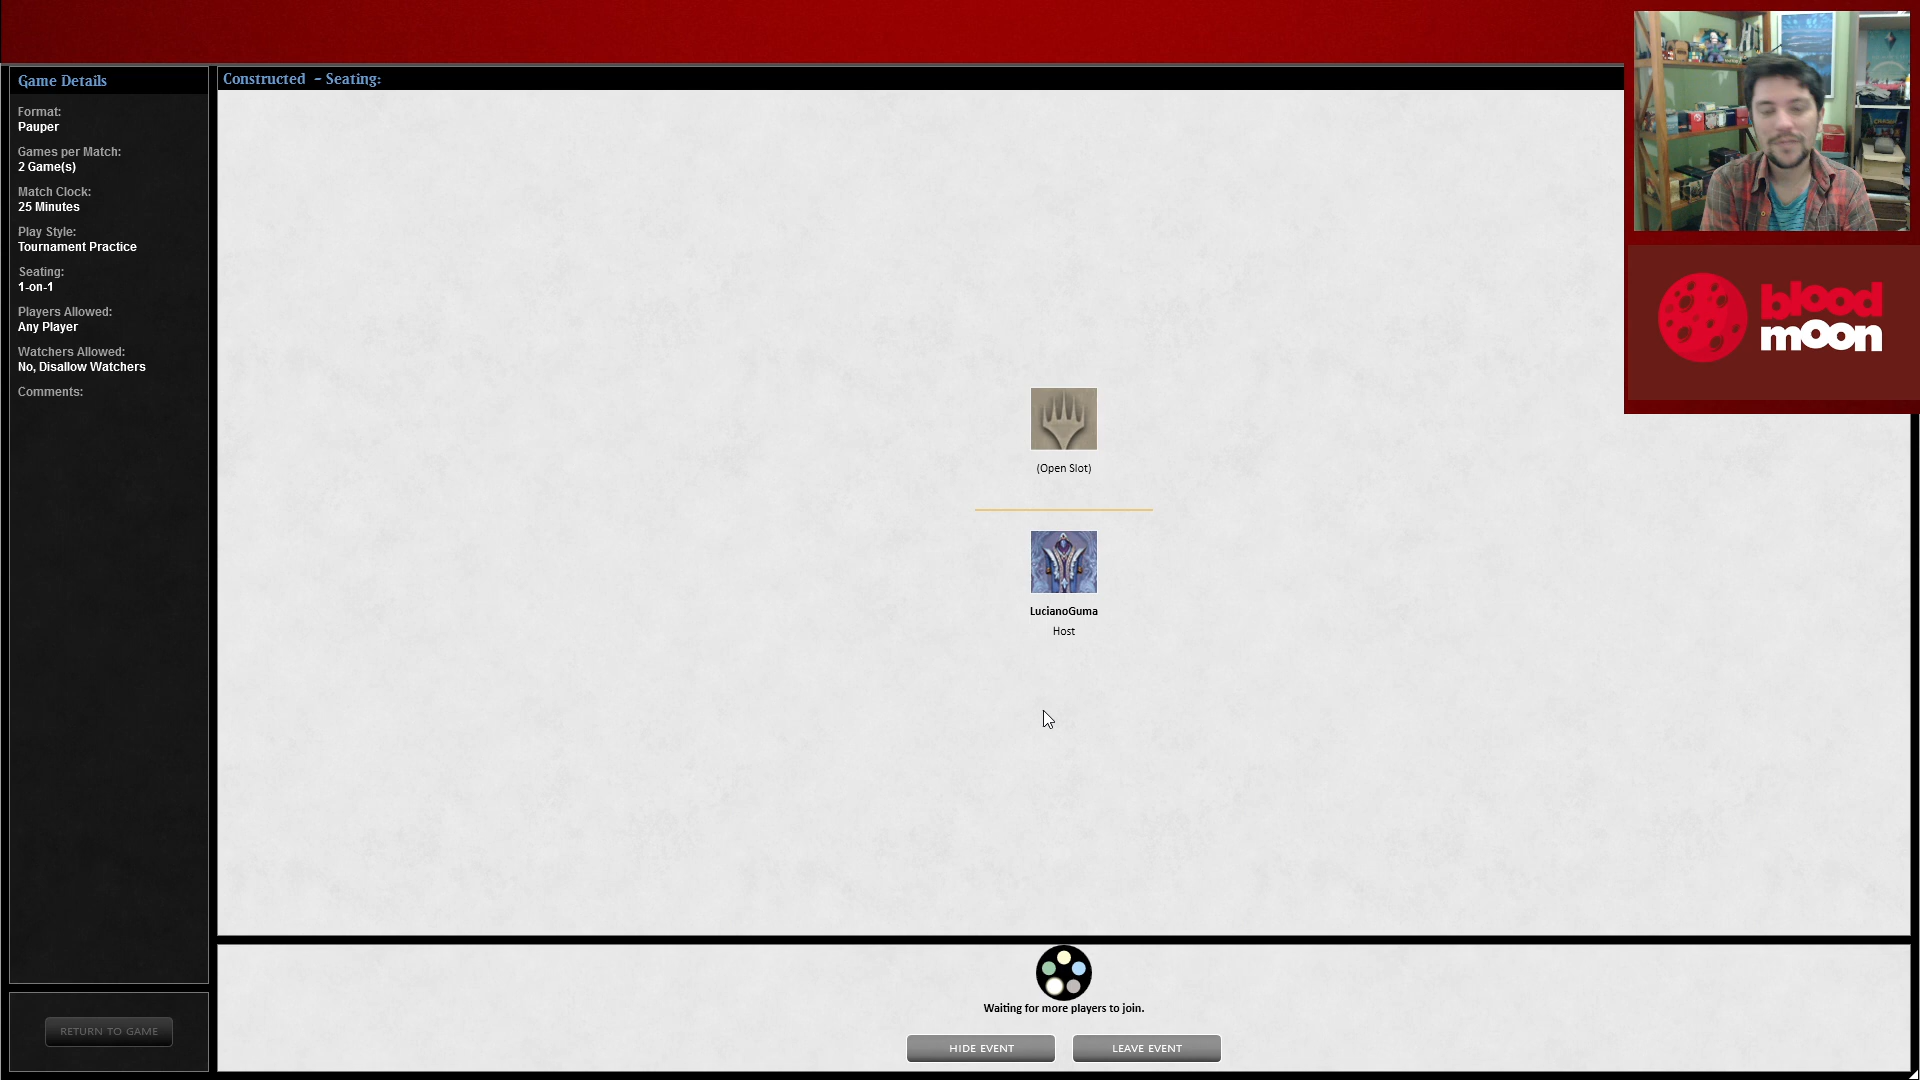 Game Details
Format:
Pauper
Games per Match:
2 Game(s)
Match Clock:
25 Minutes
Play Style:
Tournament Practice
Seating:
1-on-1
Players Allowed:
Any Player
Watchers Allowed:
No, Disallow Watchers
Comments:
RETURN TO GAME
Constructed - Seating:
(Open Slot)
LucianoGuma
Host
Waiting for more players to join.
HIDE EVENT
LEAVE EVENT
blood
moon